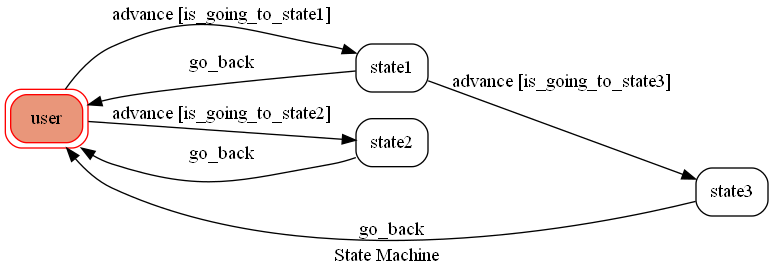 advance [is_going_to_state1]
go_back
state1
advance [is_going_to_state3]
user
advance [is_going_to_state2]
state2
go_back
state3
go_back
State Machine